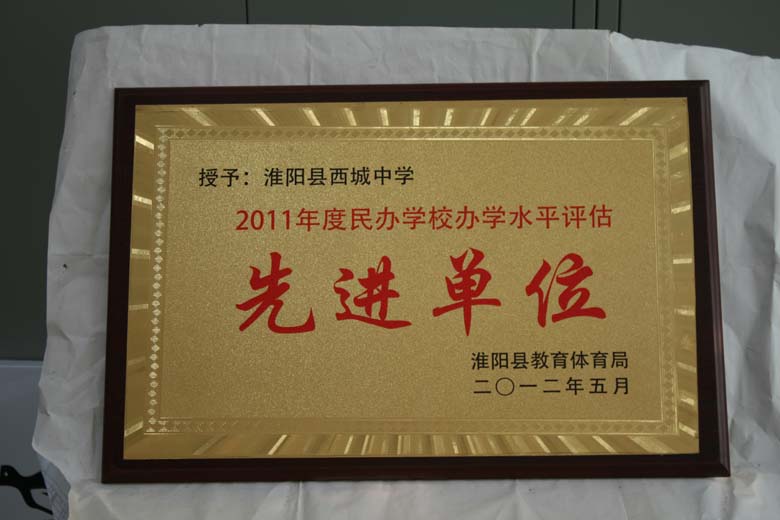 授予：淮阳县西城中学
2011年度民办学校办学水平评估
先进单位
淮阳县教育体育局
二〇一二年五月